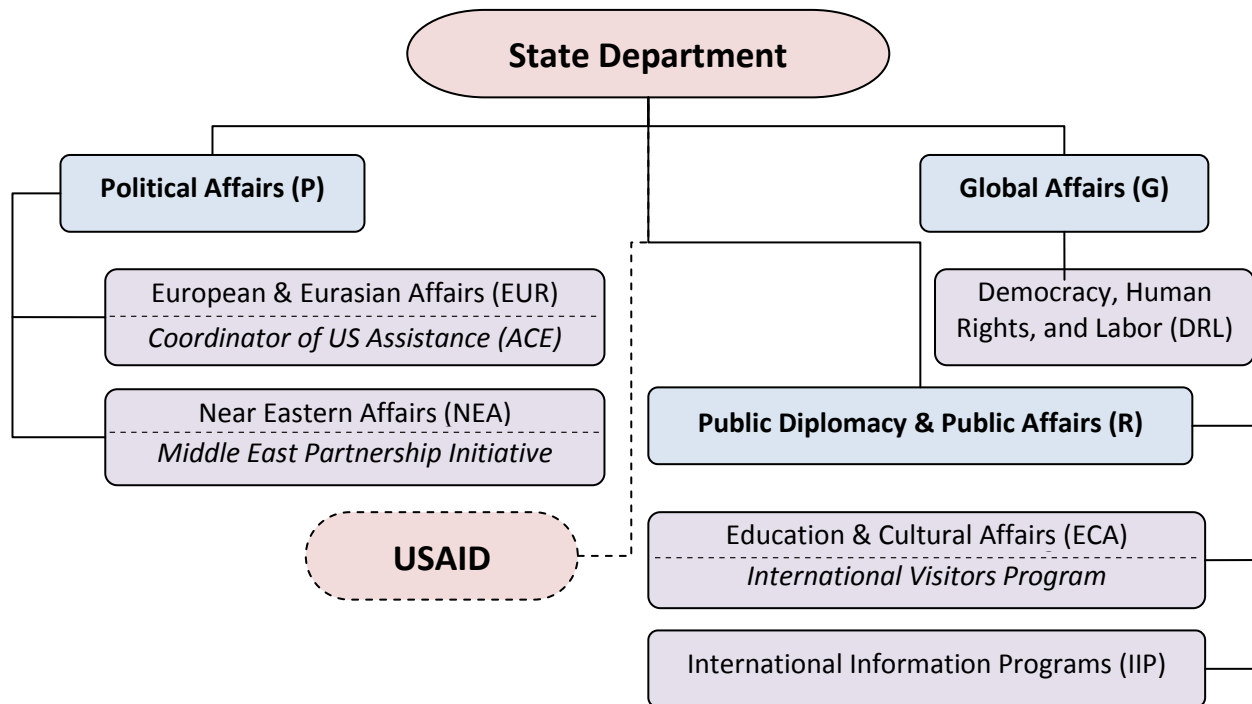 State Department
Political Affairs (P)
Global Affairs (G)
European & Eurasian Affairs (EUR)
Coordinator of US Assistance (ACE)
Democracy, Human
Rights, and Labor (DRL)
Near Eastern Affairs (NEA)
Middle East Partnership Initiative
Public Diplomacy & Public Affairs (R)
USAID
Education & Cultural Affairs (ECA)
International Visitors Program
International Information Programs (IIP)